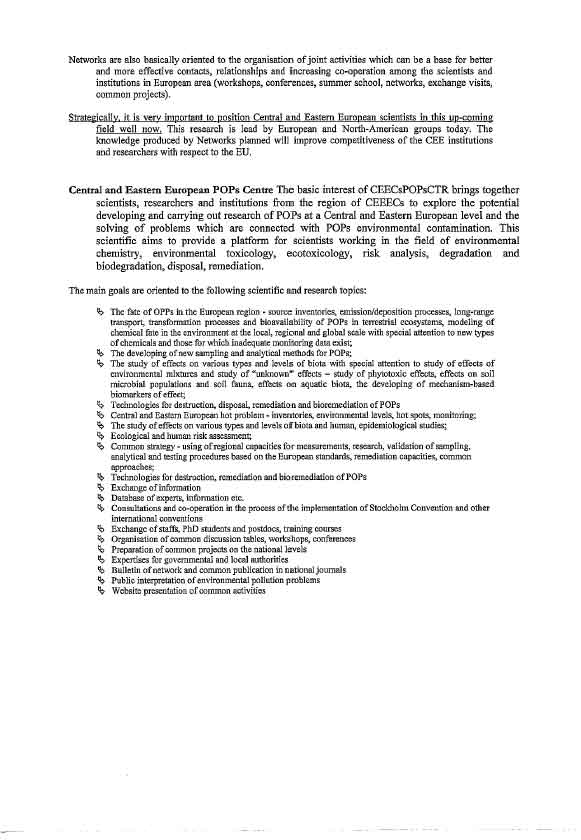 Networks are also basically oriented to the organisation of joint activities which can be a base for better
and more effective contacts, relationships and increasing co-operation among the scientists and
institutions in European area (workshops, conferences, summer school, networks, exchange visits,
common projects).
Strategically, it is very important to position Central and Eastern European scientists in this up-coming
field well now. This research is lead by European and North-American groups today. The
knowledge produced by Networks planned will improve competitiveness of the CEE institutions
and researchers with respect to the EU.
Central and Eastern European POPs Centre The basic interest of CEECsPOPsCTR brings together
scientists, researchers and institutions from the region of CEEECs to explore the potential
developing and carrying out research of POPs at a Central and Eastern European level and the
solving of problems which are connected with POPs environmental contamination. This
scientific aims to provide a platform for scientists working in the field of environmental
chemistry, environmental toxicology, ecotoxicology, risk analysis, degradation and
biodegradation, disposal, remediation.
The main goals are oriented to the following scientific and research topics:
The fate of OPPs in the European region - source inventories, emission/deposition processes, long-range
transport, transformation processes and bioavailability of POPs in terrestrial ecosystems, modeling of
chemical fate in the environment at the local, regional and global scale with special attention to new types
of chemicals and those for which inadequate monitoring data exist;
The developing of new sampling and analytical methods for POPs;
The study of effects on various types and levels of biota with special attention to study of effects of
environmental mixtures and study of "unknown" effects – study of phytotoxic effects, effects on soil
microbial populations and soil fauna, effects on aquatic biota, the developing of mechanism-based
biomarkers of effect;
Technologies for destruction, disposal, remediation and bioremediation of POPs
Central and Eastern European hot problem - inventories, environmental levels, hot spots, monitoring;
The study of effects on various types and levels of biota and human, epidemiological studies;
Ecological and human risk assessment;
Common strategy - using of regional capacities for measurements, research, validation of sampling,
analytical and testing procedures based on the European standards, remediation capacities, common
approaches;
Technologies for destruction, remediation and bioremediation of POPs
Exchange of information
Database of experts, information etc.
Consultations and co-operation in the process of the implementation of Stockholm Convention and other
international conventions
Exchange of staffs, PhD students and postdocs, training courses
Organisation of common discussion tables, workshops, conferences
Preparation of common projects on the national levels
Expertises for governmental and local authorities
Bulletin of network and common publication in national journals
Public interpretation of environmental pollution problems
Website presentation of common activities